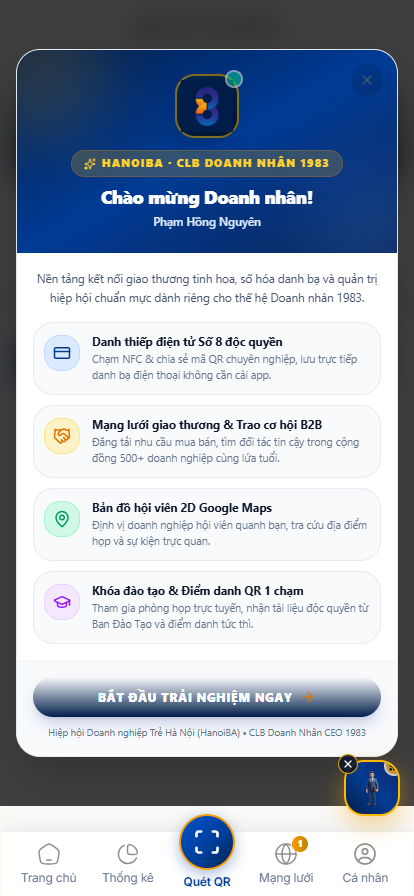 8
HANOIBA - CLB DOANH NHÂN 1983
Chào mừng Doanh nhân!
Phạm Hồng Nguyên
Nền tảng kết nối giao thương tinh hoa, số hóa danh bạ và quản trị
hiệp hội chuẩn mực dành riêng cho thế hệ Doanh nhân 1983.
Danh thiếp điện tử Số 8 độc quyền
Chạm NFC & chia sẻ mã QR chuyên nghiệp, lưu trực tiếp
danh bạ điện thoại không cần cài app.
Mạng lưới giao thương & Trao cơ hội B2B
Đăng tải nhu cầu mua bán, tìm đối tác tin cậy trong cộng
đồng 500+ doanh nghiệp cùng lứa tuổi.
Bản đồ hội viên 2D Google Maps
Định vị doanh nghiệp hội viên quanh bạn, tra cứu địa điểm
họp và sự kiện trực quan.
Khóa đào tạo & Điểm danh QR 1 chạm
Tham gia phòng họp trực tuyến, nhận tài liệu độc quyền từ
Ban Đào Tạo và điểm danh tức thì.
BẮT ĐẦU TRẢI NGHIỆM NGAY →
Hiệp hội Doanh nghiệp Trẻ Hà Nội (HanoiBA) • CLB Doanh Nhân CEO 1983
1
Trang chủ
Thống kê
Quét QR
Mạng lưới
Cá nhân